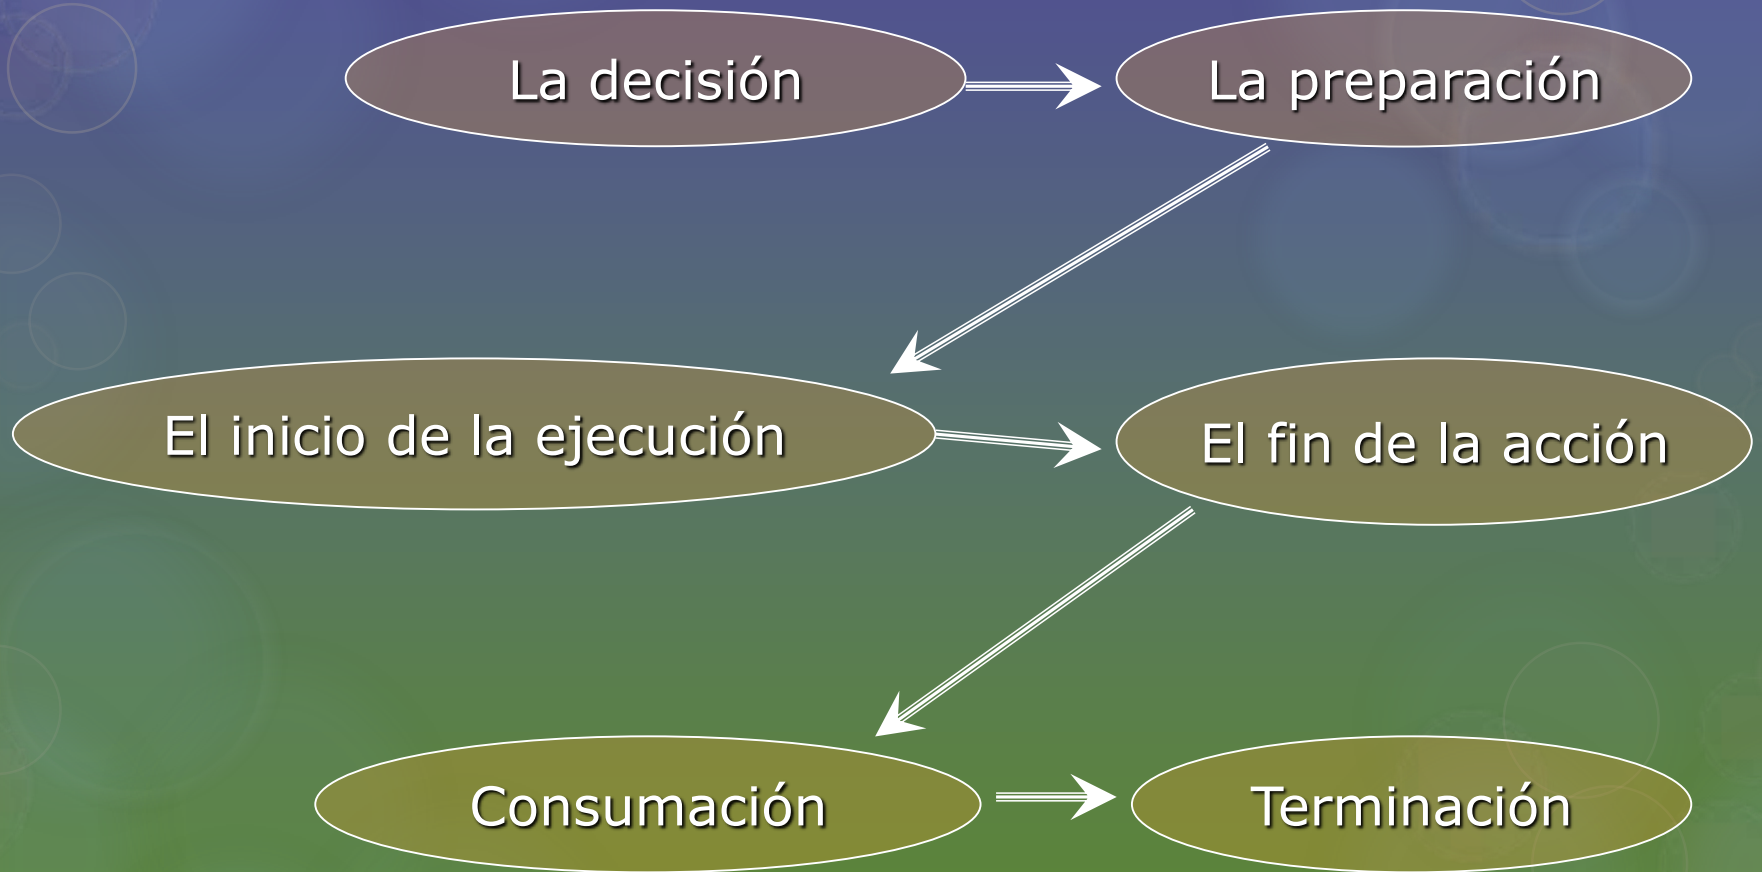 La decisión
La preparación
El inicio de la ejecución
El fin de la acción
Consumación
Terminación